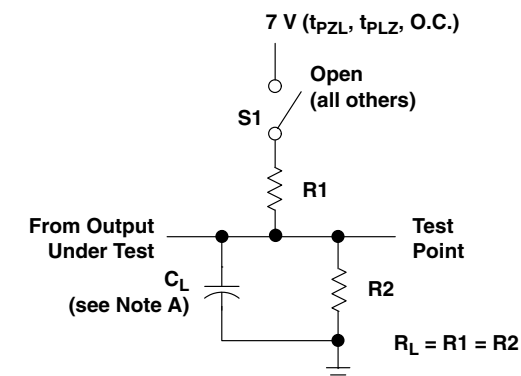 7 V (tPZL, tPLZ, O.C.)
Open
(all others)
S1
R1
From Output
Under Test
Test
Point
CL
(see Note A)
R2
RL = R1 = R2